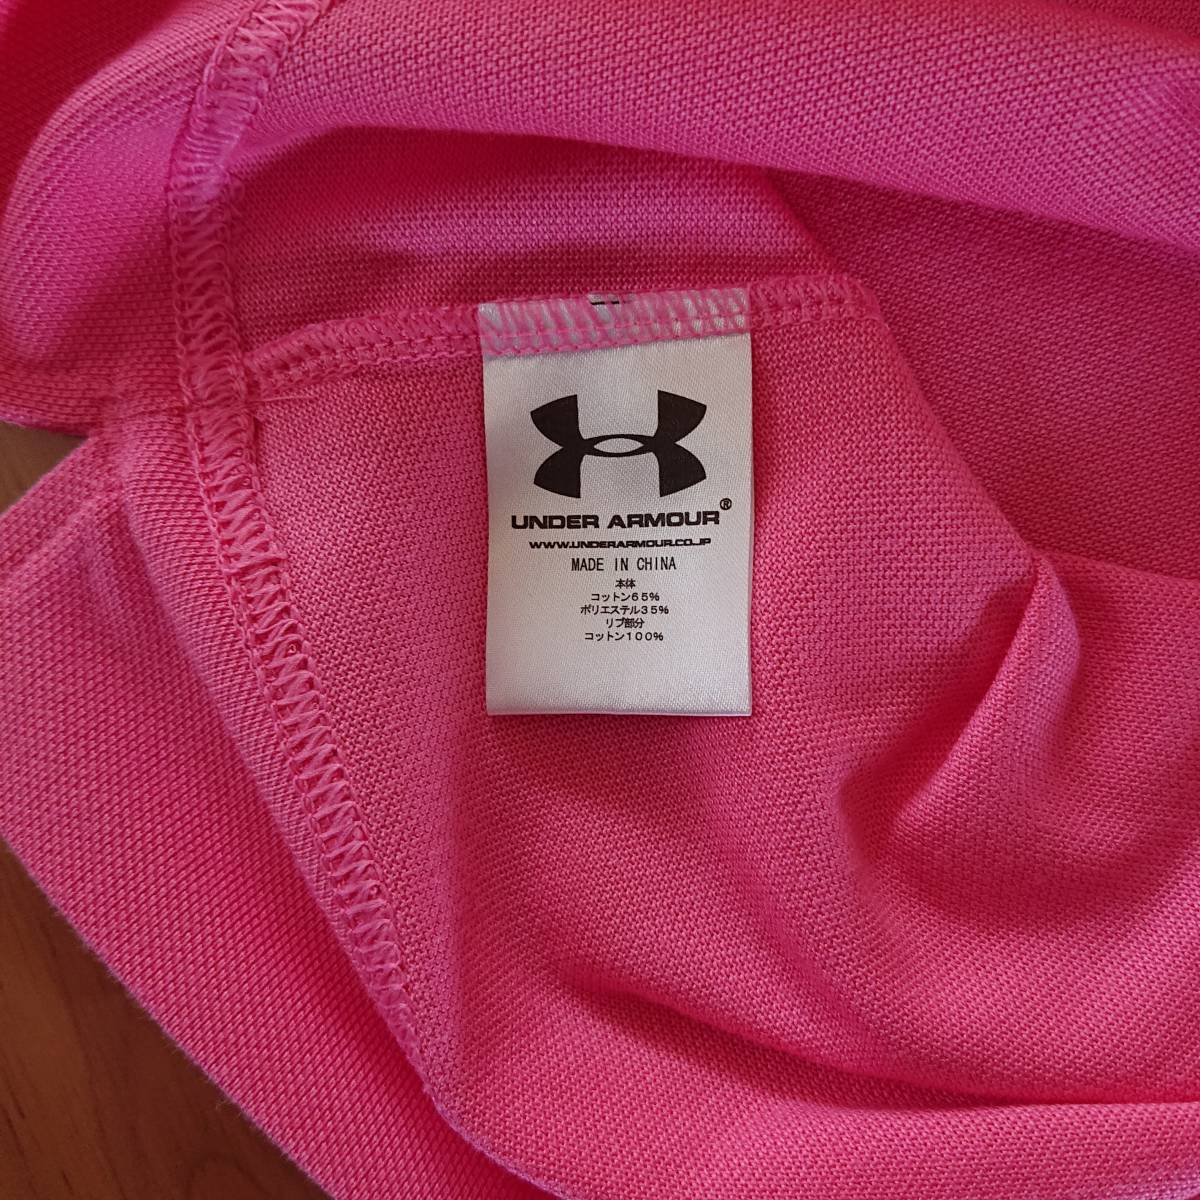 UNDER ARMOUR®
WWW.UNDERARMOUR.CO.JP
MADE IN CHINA
本体
コットン65%
ポリエステル35%
リブ部分
コットン100%